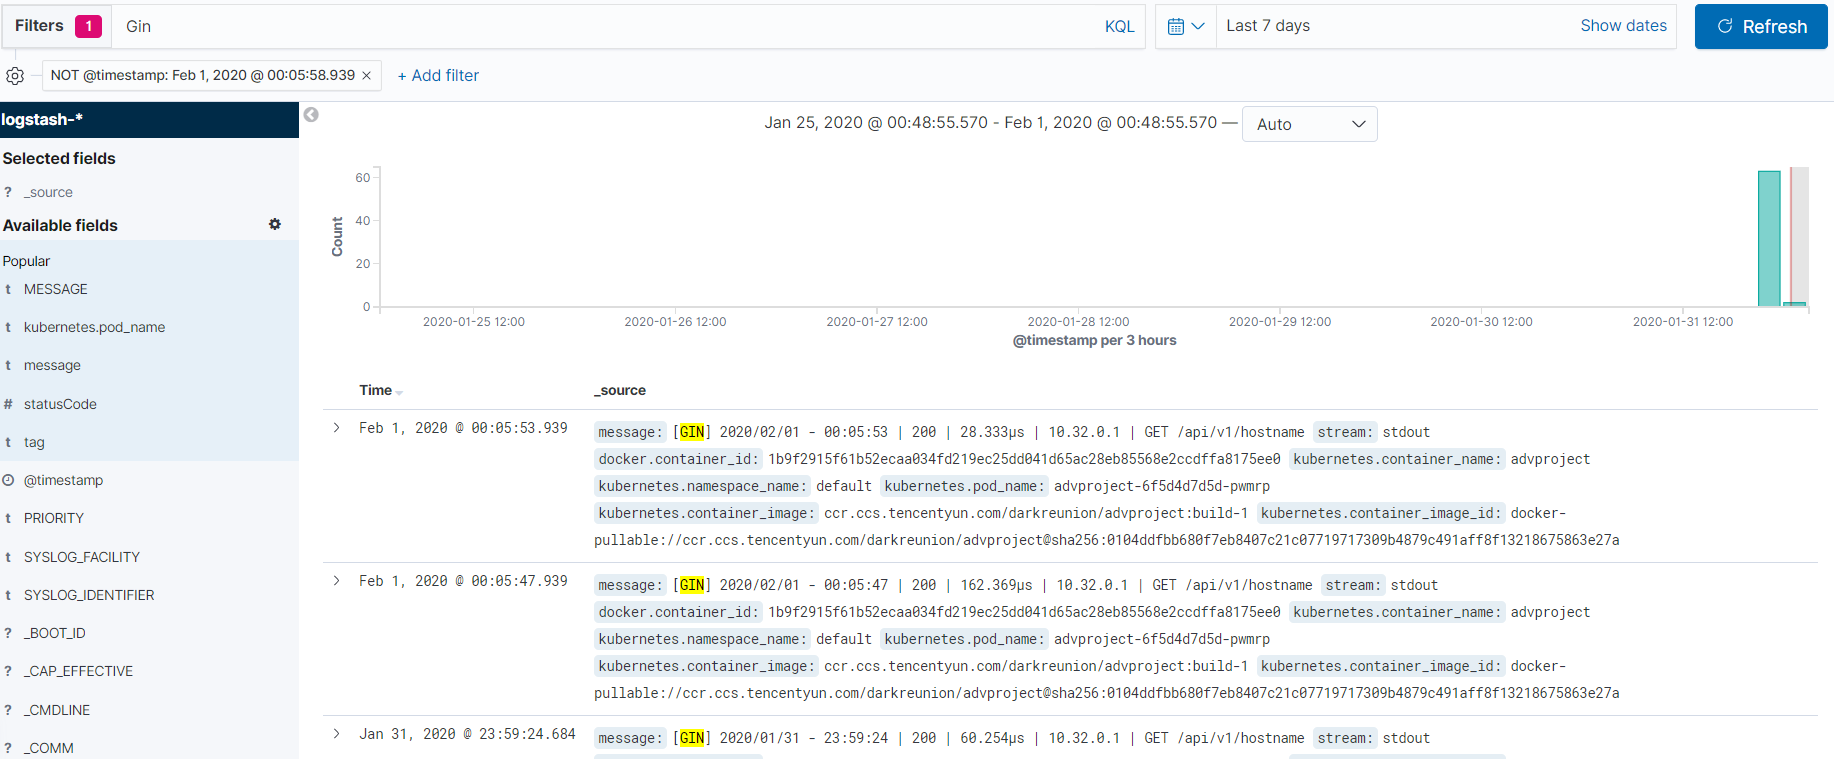 Filters 1 Gin KQL Last 7 days Show dates Refresh
NOT @timestamp: Feb 1, 2020 @ 00:05:58.939 × + Add filter
logstash-*
Selected fields
? _source
Available fields
Popular
t MESSAGE
t kubernetes.pod_name
t message
# statusCode
t tag
@timestamp
t PRIORITY
t SYSLOG_FACILITY
t SYSLOG_IDENTIFIER
? _BOOT_ID
? _CAP_EFFECTIVE
? _CMDLINE
? _COMM
Jan 25, 2020 @ 00:48:55.570 - Feb 1, 2020 @ 00:48:55.570 — Auto
Count
60
40
20
0
2020-01-25 12:00 2020-01-26 12:00 2020-01-27 12:00 2020-01-28 12:00 2020-01-29 12:00 2020-01-30 12:00 2020-01-31 12:00
@timestamp per 3 hours
Time _source
Feb 1, 2020 @ 00:05:53.939 message: [GIN] 2020/02/01 - 00:05:53 | 200 | 28.333µs | 10.32.0.1 | GET /api/v1/hostname stream: stdout
docker.container_id: 1b9f2915f61b52ecaa034fd219ec25dd041d65ac28eb85568e2ccdffa8175ee0 kubernetes.container_name: advproject
kubernetes.namespace_name: default kubernetes.pod_name: advproject-6f5d4d7d5d-pwmrp
kubernetes.container_image: ccr.ccs.tencentyun.com/darkreunion/advproject:build-1 kubernetes.container_image_id: docker-
pullable://ccr.ccs.tencentyun.com/darkreunion/advproject@sha256:0104ddfbb680f7eb8407c21c07719717309b4879c491aff8f13218675863e27a
Feb 1, 2020 @ 00:05:47.939 message: [GIN] 2020/02/01 - 00:05:47 | 200 | 162.369µs | 10.32.0.1 | GET /api/v1/hostname stream: stdout
docker.container_id: 1b9f2915f61b52ecaa034fd219ec25dd041d65ac28eb85568e2ccdffa8175ee0 kubernetes.container_name: advproject
kubernetes.namespace_name: default kubernetes.pod_name: advproject-6f5d4d7d5d-pwmrp
kubernetes.container_image: ccr.ccs.tencentyun.com/darkreunion/advproject:build-1 kubernetes.container_image_id: docker-
pullable://ccr.ccs.tencentyun.com/darkreunion/advproject@sha256:0104ddfbb680f7eb8407c21c07719717309b4879c491aff8f13218675863e27a
Jan 31, 2020 @ 23:59:24.684 message: [GIN] 2020/01/31 - 23:59:24 | 200 | 60.254µs | 10.32.0.1 | GET /api/v1/hostname stream: stdout